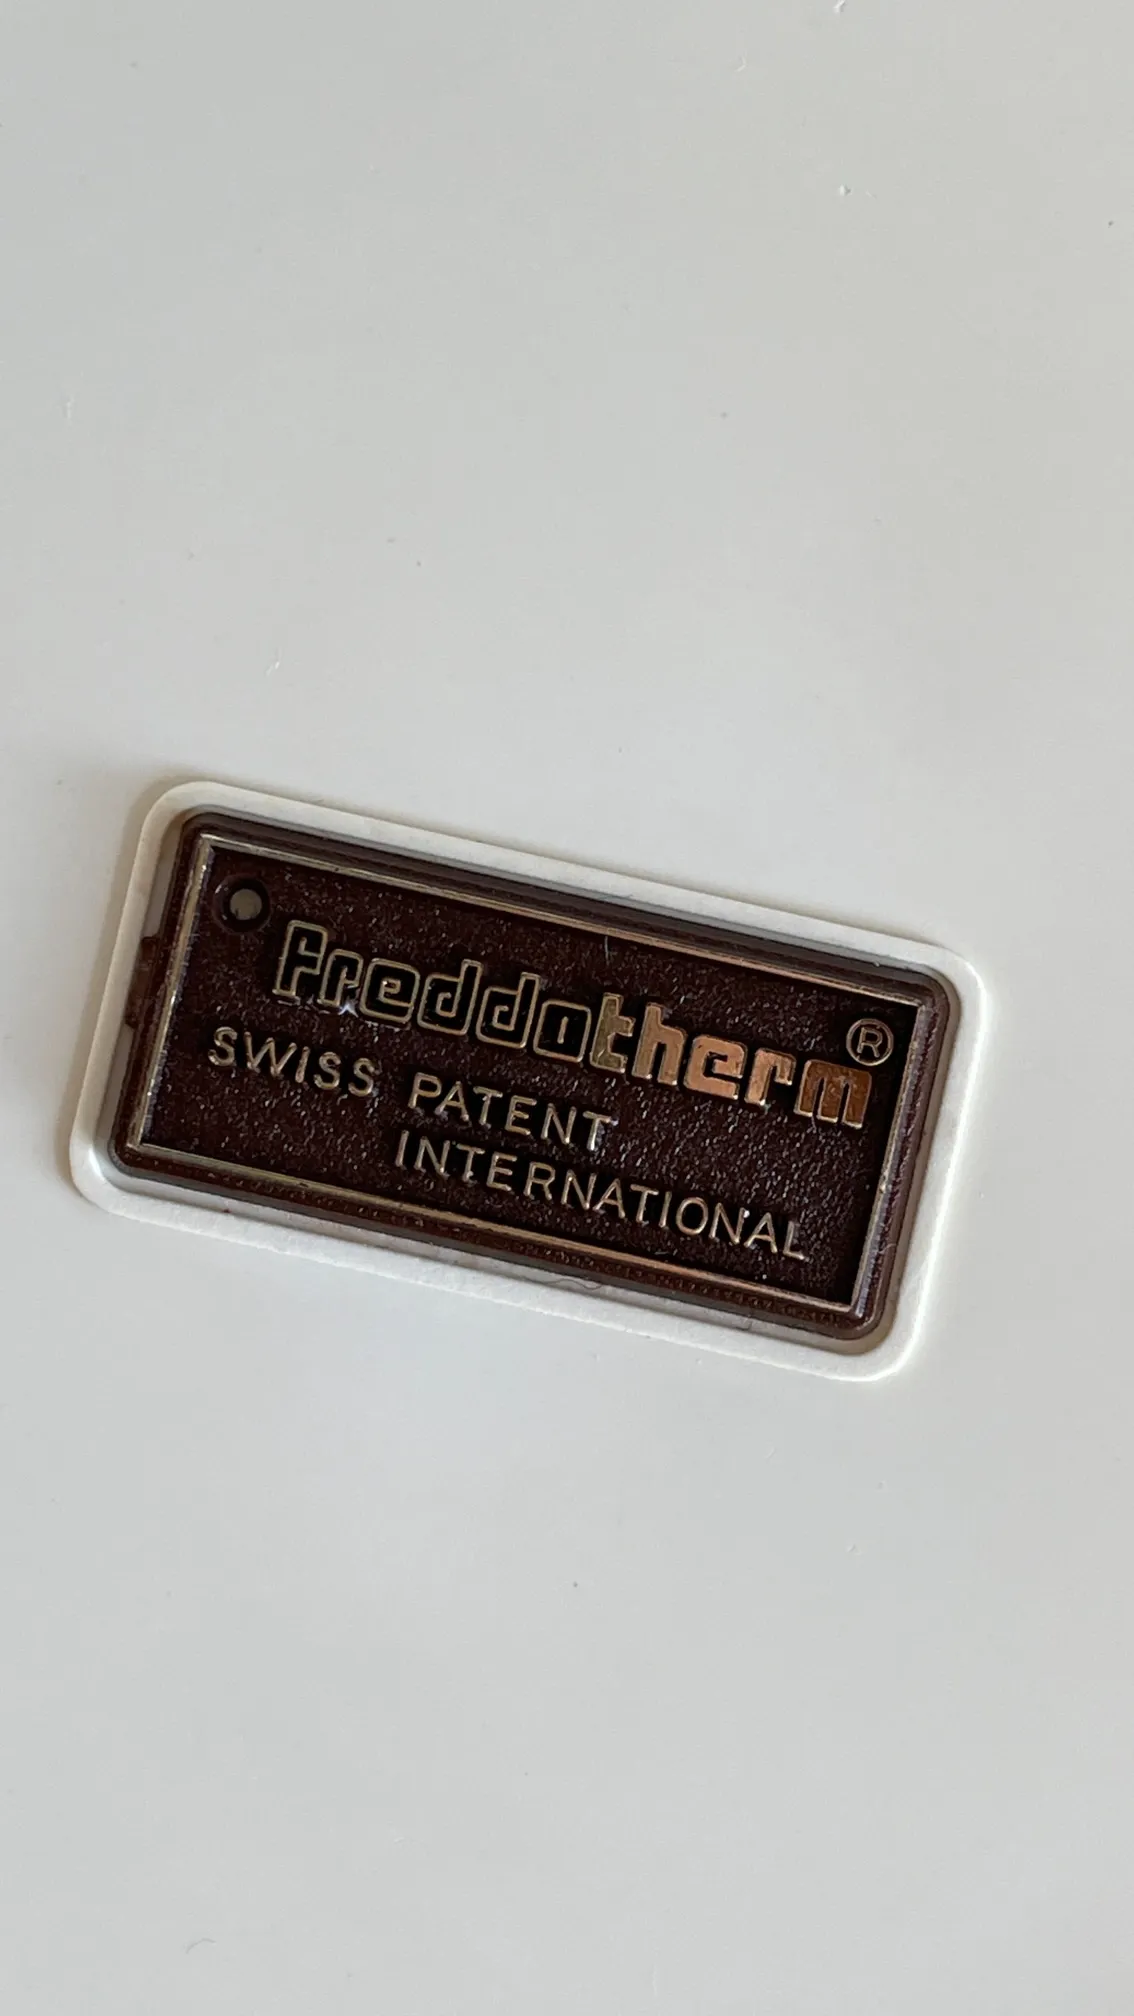 freddotherm®
SWISS PATENT
INTERNATIONAL